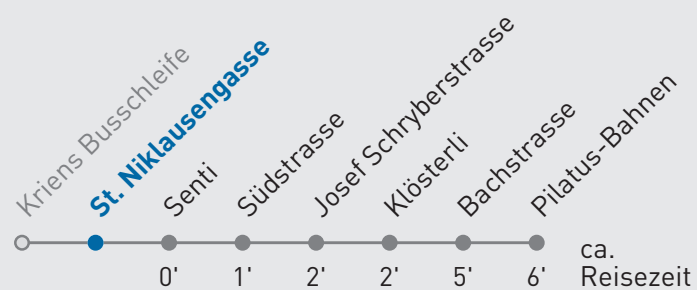 Kriens Busschleife
St. Niklausengasse
Senti
Südstrasse
Josef Schryberstrasse
Klösterli
Bachstrasse
Pilatus-Bahnen
0' 1' 2' 2' 5' 6'
ca.
Reisezeit